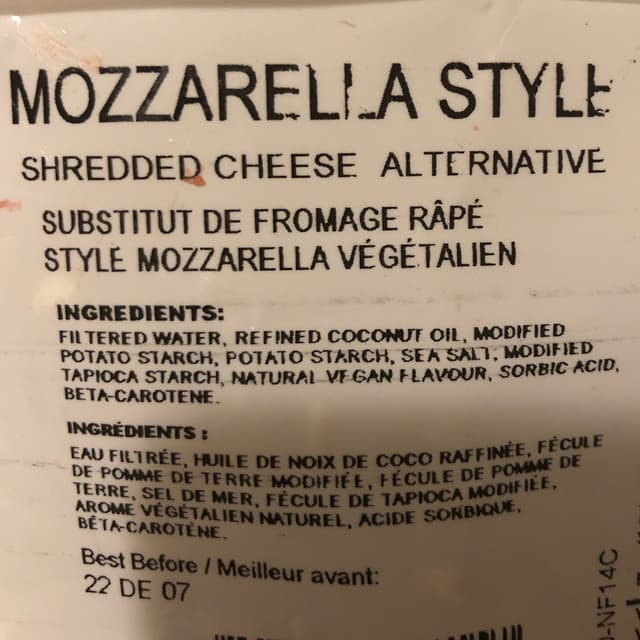 MOZZARELLA STYLE
SHREDDED CHEESE ALTERNATIVE
SUBSTITUT DE FROMAGE RÂPÉ
STYLE MOZZARELLA VÉGÉTALIEN
INGREDIENTS:
FILTERED WATER, REFINED COCONUT OIL, MODIFIED
POTATO STARCH, POTATO STARCH, SEA SALT, MODIFIED
TAPIOCA STARCH, NATURAL VEGAN FLAVOUR, SORBIC ACID,
BETA-CAROTENE.
INGRÉDIENTS :
EAU FILTRÉE, HUILE DE NOIX DE COCO RAFFINÉE, FÉCULE
DE POMME DE TERRE MODIFIÉE, FÉCULE DE POMME DE
TERRE, SEL DE MER, FÉCULE DE TAPIOCA MODIFIÉE,
AROME VÉGÉTALIEN NATUREL, ACIDE SORBIQUE,
BÉTA-CAROTÈNE.
Best Before / Meilleur avant:
22 DE 07
-NF14C